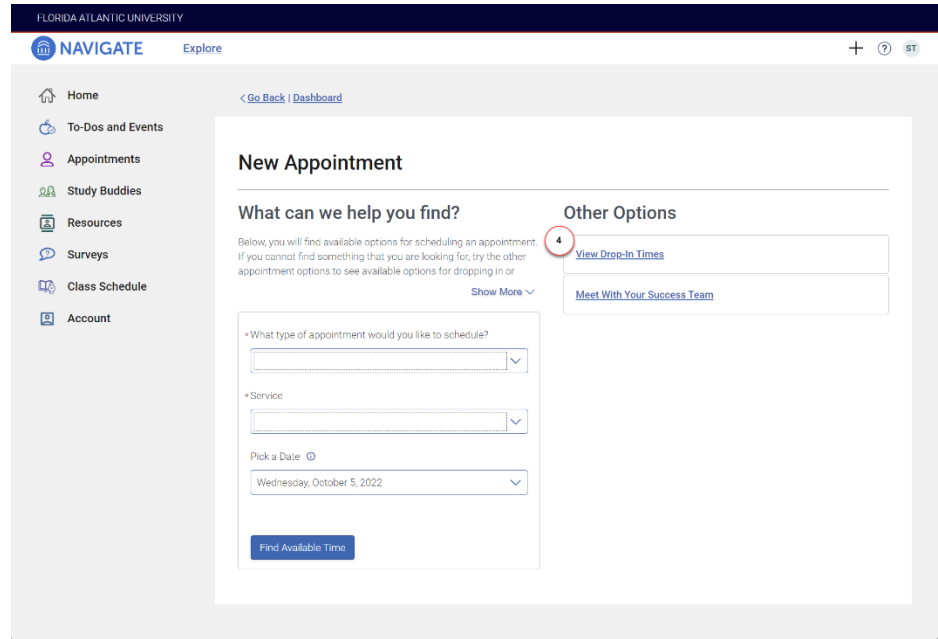 FLORIDA ATLANTIC UNIVERSITY
NAVIGATE Explore + ? ST
Home
To-Dos and Events
Appointments
Study Buddies
Resources
Surveys
Class Schedule
Account
< Go Back | Dashboard
New Appointment
What can we help you find?
Below, you will find available options for scheduling an appointment.
If you cannot find something that you are looking for, try the other
appointment options to see available options for dropping in or
Show More
* What type of appointment would you like to schedule?
* Service
Pick a Date
Wednesday, October 5, 2022
Find Available Time
Other Options
4
View Drop-In Times
Meet With Your Success Team